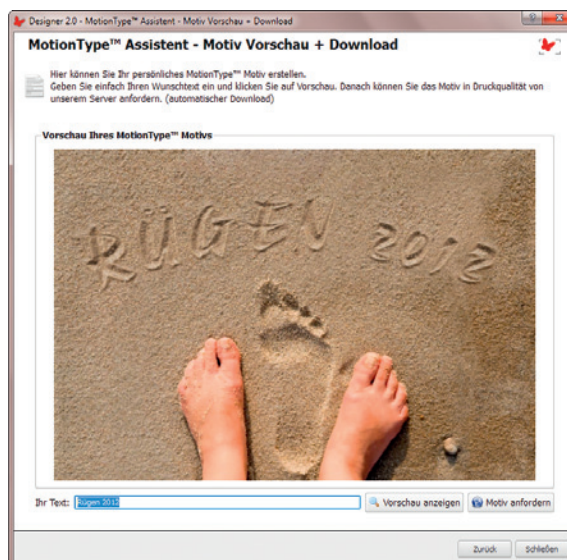 Designer 2.0 - MotionType™ Assistent - Motiv Vorschau + Download
MotionType™ Assistent - Motiv Vorschau + Download
Hier können Sie Ihr persönliches MotionType™ Motiv erstellen.
Geben Sie einfach Ihren Wunschtext ein und klicken Sie auf Vorschau. Danach können Sie das Motiv in Druckqualität von
unserem Server anfordern. (automatischer Download)
Vorschau Ihres MotionType™ Motivs
RÜGEN 2012
Ihr Text: Rügen 2012 Vorschau anzeigen Motiv anfordern
Zurück Schließen